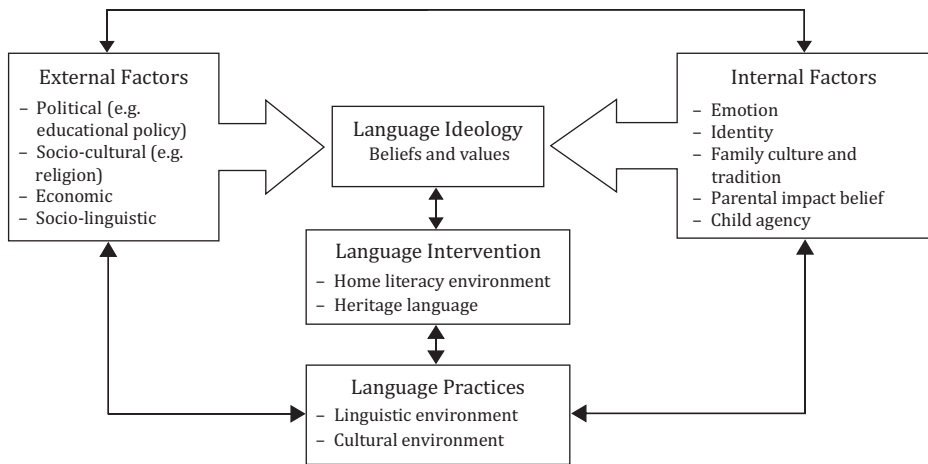 External Factors
– Political (e.g.
educational policy)
– Socio-cultural (e.g.
religion)
– Economic
– Socio-linguistic
Language Ideology
Beliefs and values
Internal Factors
– Emotion
– Identity
– Family culture and
tradition
– Parental impact belief
– Child agency
Language Intervention
– Home literacy environment
– Heritage language
Language Practices
– Linguistic environment
– Cultural environment